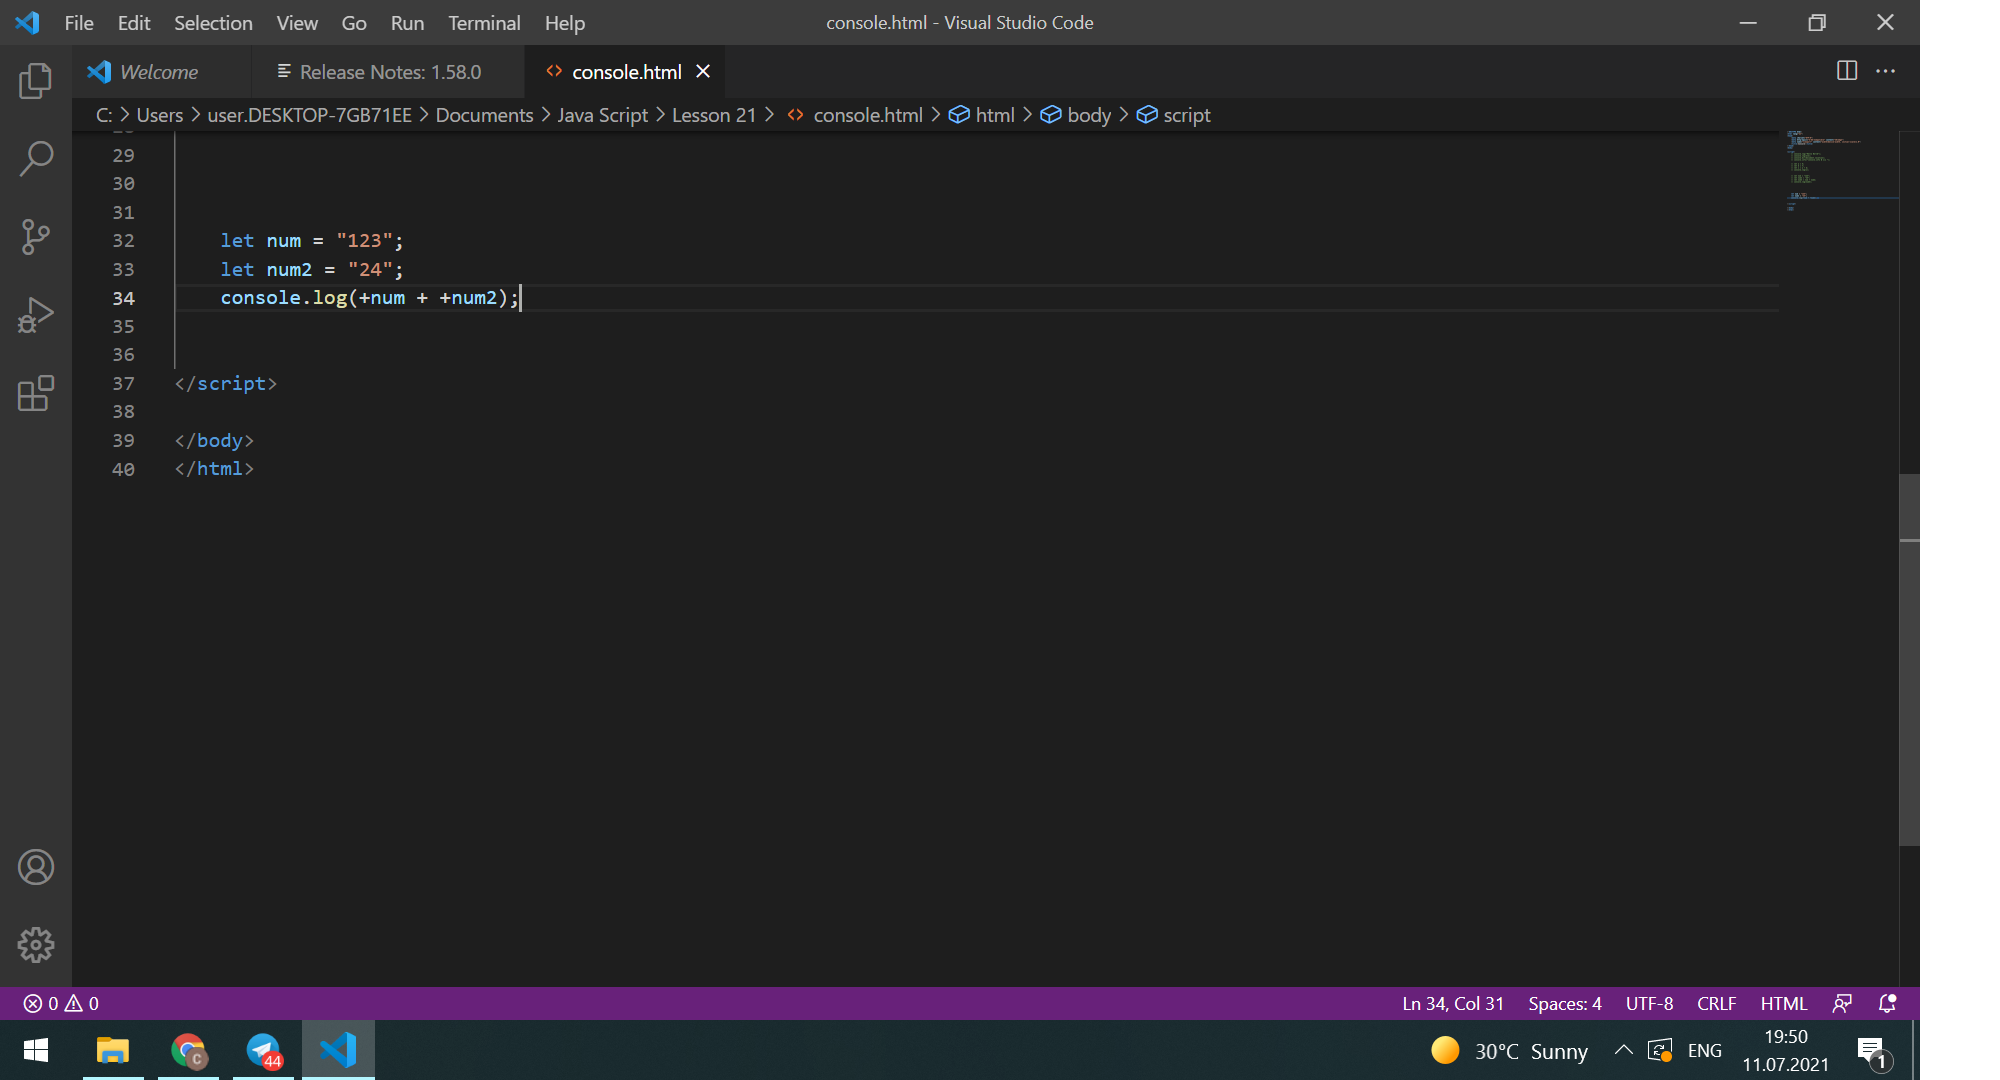 File Edit Selection View Go Run Terminal Help console.html - Visual Studio Code
Welcome Release Notes: 1.58.0 console.html
C: > Users > user.DESKTOP-7GB71EE > Documents > Java Script > Lesson 21 > <> console.html > html > body > script
29
30
31
32 let num = "123";
33 let num2 = "24";
34 console.log(+num + +num2);
35
36
37 </script>
38
39 </body>
40 </html>
0 0 Ln 34, Col 31 Spaces: 4 UTF-8 CRLF HTML
C 44 30°C Sunny ENG 19:50 1
11.07.2021